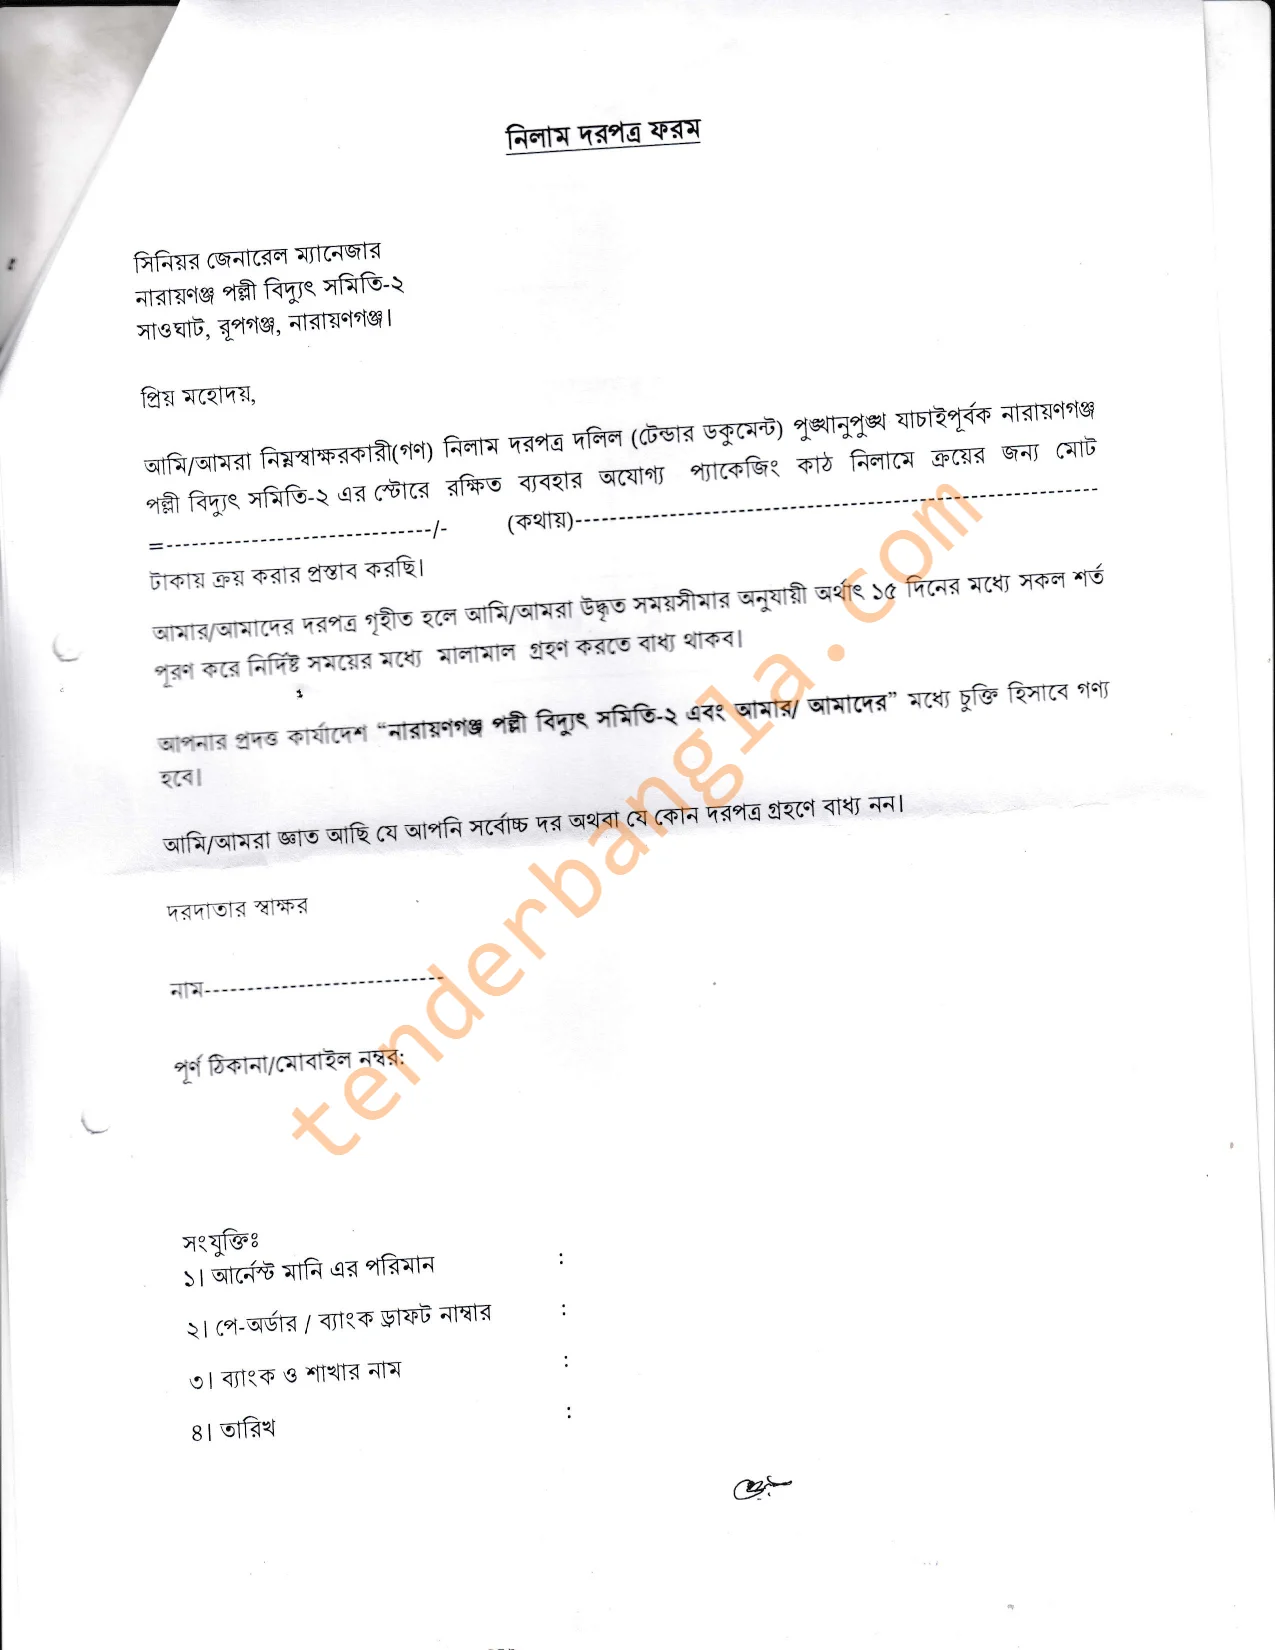 নিলাম দরপত্র ফরম
সিনিয়র জেনারেল ম্যানেজার
নারায়ণগঞ্জ পল্লী বিদ্যুৎ সমিতি-২
সাওঘাট, রূপগঞ্জ, নারায়ণগঞ্জ।
প্রিয় মহোদয়,
আমি/আমরা নিম্নস্বাক্ষরকারী(গণ) নিলাম দরপত্র দলিল (টেন্ডার ডকুমেন্ট) পুঙ্খানুপুঙ্খ যাচাইপূর্বক নারায়ণগঞ্জ
পল্লী বিদ্যুৎ সমিতি-২ এর স্টোরে রক্ষিত ব্যবহার অযোগ্য প্যাকেজিং কাঠ নিলামে ক্রয়ের জন্য মোট
=-------------------------------/- (কথায়)------------------------------------------------------------
টাকায় ক্রয় করার প্রস্তাব করছি।
আমার/আমাদের দরপত্র গৃহীত হলে আমি/আমরা উদ্ধৃত সময়সীমার অনুযায়ী অর্থাৎ ১৫ দিনের মধ্যে সকল শর্ত
পূরণ করে নির্দিষ্ট সময়ের মধ্যে মালামাল গ্রহণ করতে বাধ্য থাকব।
আপনার প্রদত্ত কার্যাদেশ “নারায়ণগঞ্জ পল্লী বিদ্যুৎ সমিতি-২ এবং আমার/ আমাদের” মধ্যে চুক্তি হিসাবে গণ্য
হবে।
আমি/আমরা জ্ঞাত আছি যে আপনি সর্বোচ্চ দর অথবা যে কোন দরপত্র গ্রহণে বাধ্য নন।
দরদাতার স্বাক্ষর
নাম----------------------------
পূর্ণ ঠিকানা/মোবাইল নম্বর:
সংযুক্তিঃ
১। আর্নেস্ট মানি এর পরিমান :
২। পে-অর্ডার / ব্যাংক ড্রাফট নাম্বার :
৩। ব্যাংক ও শাখার নাম :
৪। তারিখ :
tenderbangla.com